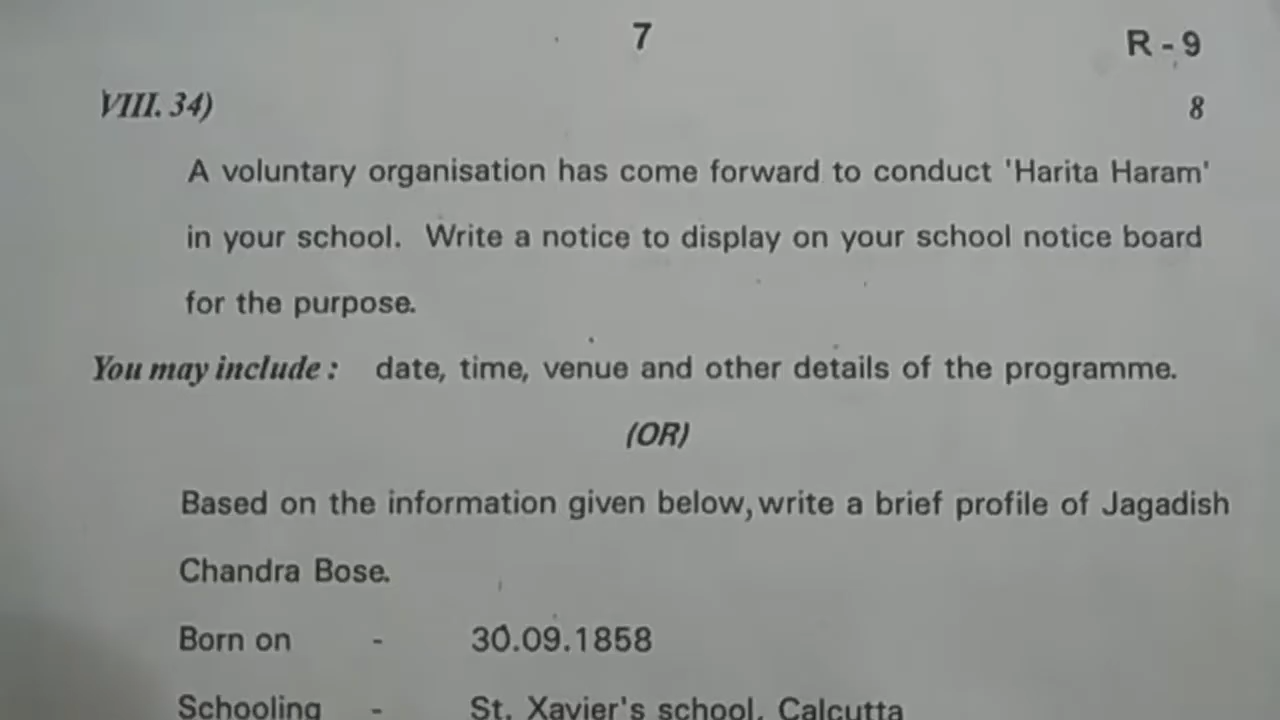 7
R - 9
VIII. 34)
8
A voluntary organisation has come forward to conduct 'Harita Haram'
in your school. Write a notice to display on your school notice board
for the purpose.
You may include : date, time, venue and other details of the programme.
(OR)
Based on the information given below, write a brief profile of Jagadish
Chandra Bose.
Born on - 30.09.1858
Schooling - St. Xavier's school, Calcutta